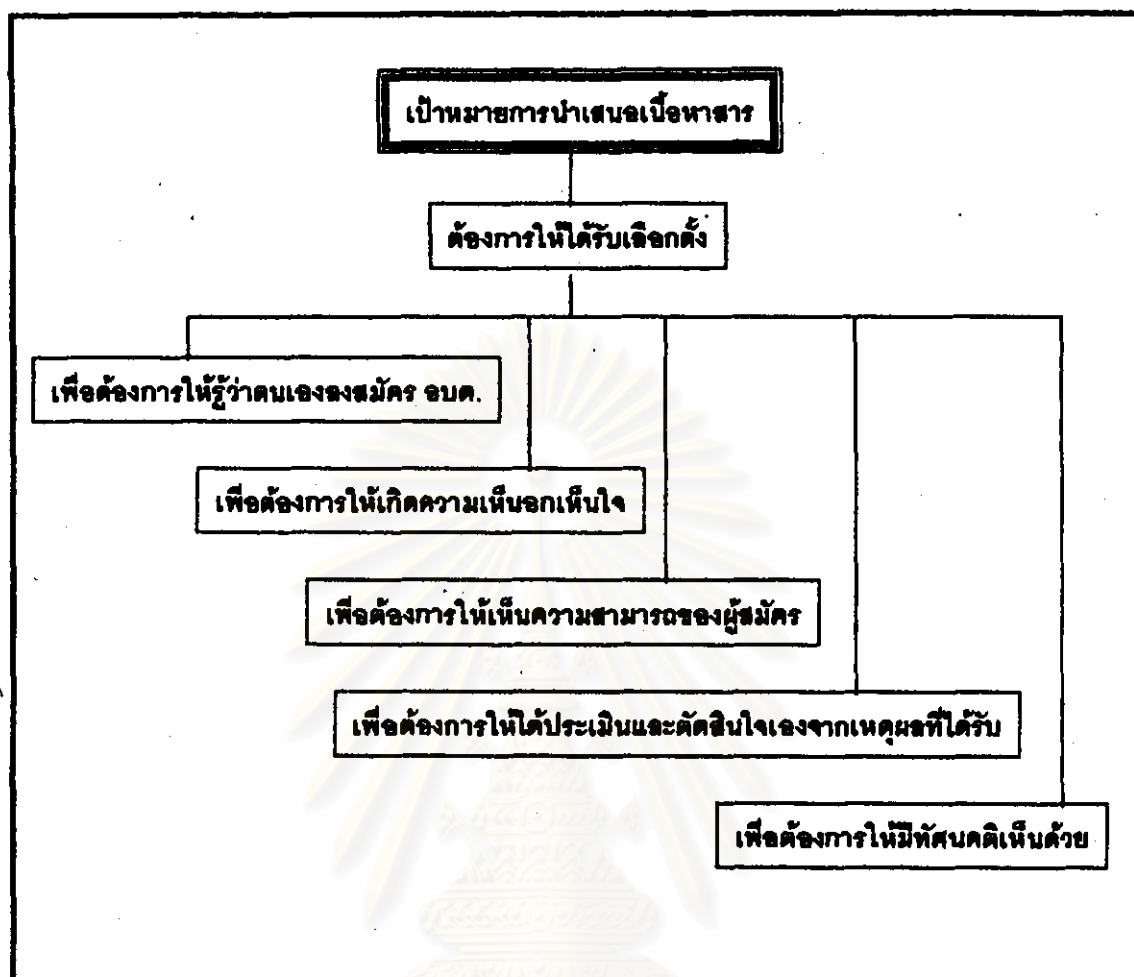 เป้าหมายการนำเสนอเนื้อหาสาร
ต้องการให้ได้รับเลือกตั้ง
เพื่อต้องการให้รู้ว่าตนเองลงสมัคร อบต.
เพื่อต้องการให้เกิดความเห็นอกเห็นใจ
เพื่อต้องการให้เห็นความสามารถของผู้สมัคร
เพื่อต้องการให้ได้ประเมินและตัดสินใจเองจากเหตุผลที่ได้รับ
เพื่อต้องการให้มีทัศนคติเห็นด้วย